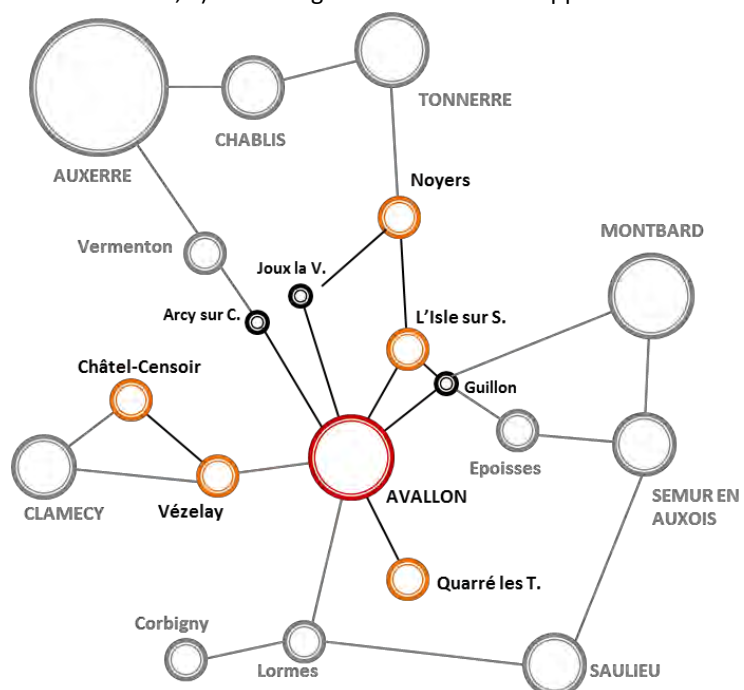 TONNERRE
CHABLIS
AUXERRE
Noyers
MONTBARD
Vermenton
Joux la V.
Arcy sur C.
L'Isle sur S.
Châtel-Censoir
Guillon
Epoisses
AVALLON
SEMUR EN
AUXOIS
CLAMECY
Vézelay
Quarré les T.
Corbigny
Lormes
SAULIEU